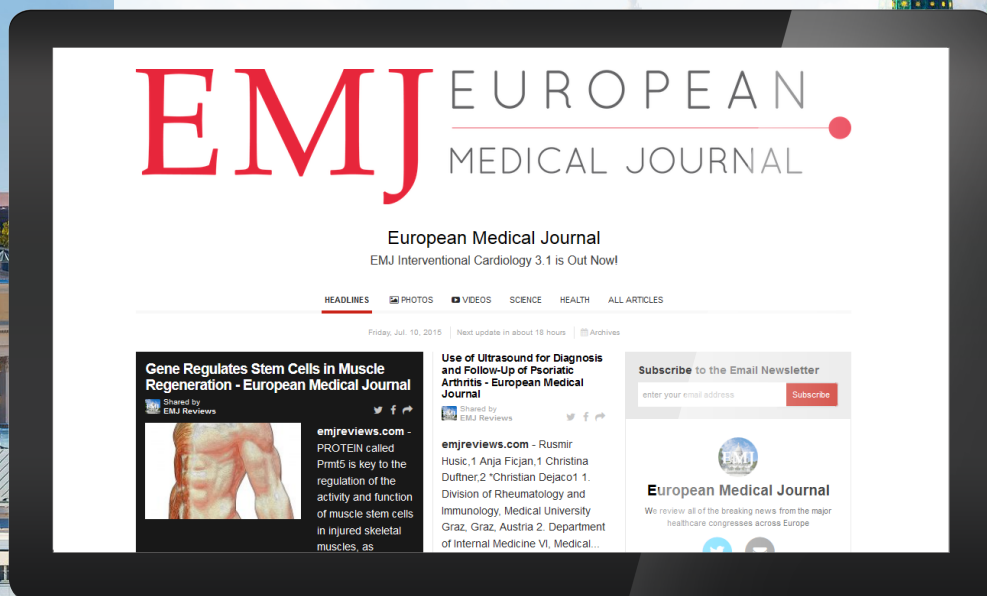 EMJ EUROPEAN
MEDICAL JOURNAL
European Medical Journal
EMJ Interventional Cardiology 3.1 is Out Now!
HEADLINES PHOTOS VIDEOS SCIENCE HEALTH ALL ARTICLES
Friday, Jul. 10, 2015 Next update in about 18 hours Archives
Gene Regulates Stem Cells in Muscle
Regeneration - European Medical Journal
Shared by
EMJ Reviews
emjreviews.com -
PROTEIN called
Prmt5 is key to the
regulation of the
activity and function
of muscle stem cells
in injured skeletal
muscles, as
Use of Ultrasound for Diagnosis
and Follow-Up of Psoriatic
Arthritis - European Medical
Journal
Shared by
EMJ Reviews
emjreviews.com - Rusmir
Husic,1 Anja Ficjan,1 Christina
Duftner,2 *Christian Dejaco1 1.
Division of Rheumatology and
Immunology, Medical University
Graz, Graz, Austria 2. Department
of Internal Medicine VI, Medical...
Subscribe to the Email Newsletter
enter your email address Subscribe
EMJ
European Medical Journal
We review all of the breaking news from the major
healthcare congresses across Europe